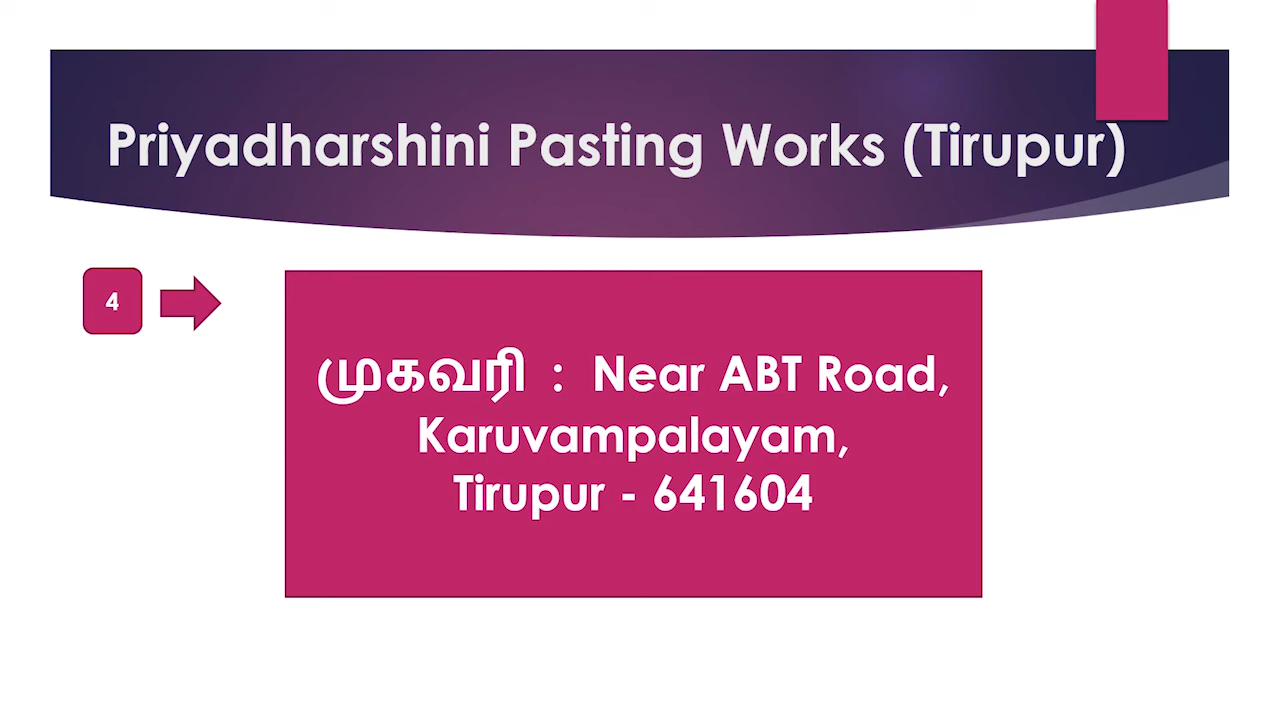 Priyadharshini Pasting Works (Tirupur)
4
முகவரி : Near ABT Road,
Karuvampalayam,
Tirupur - 641604